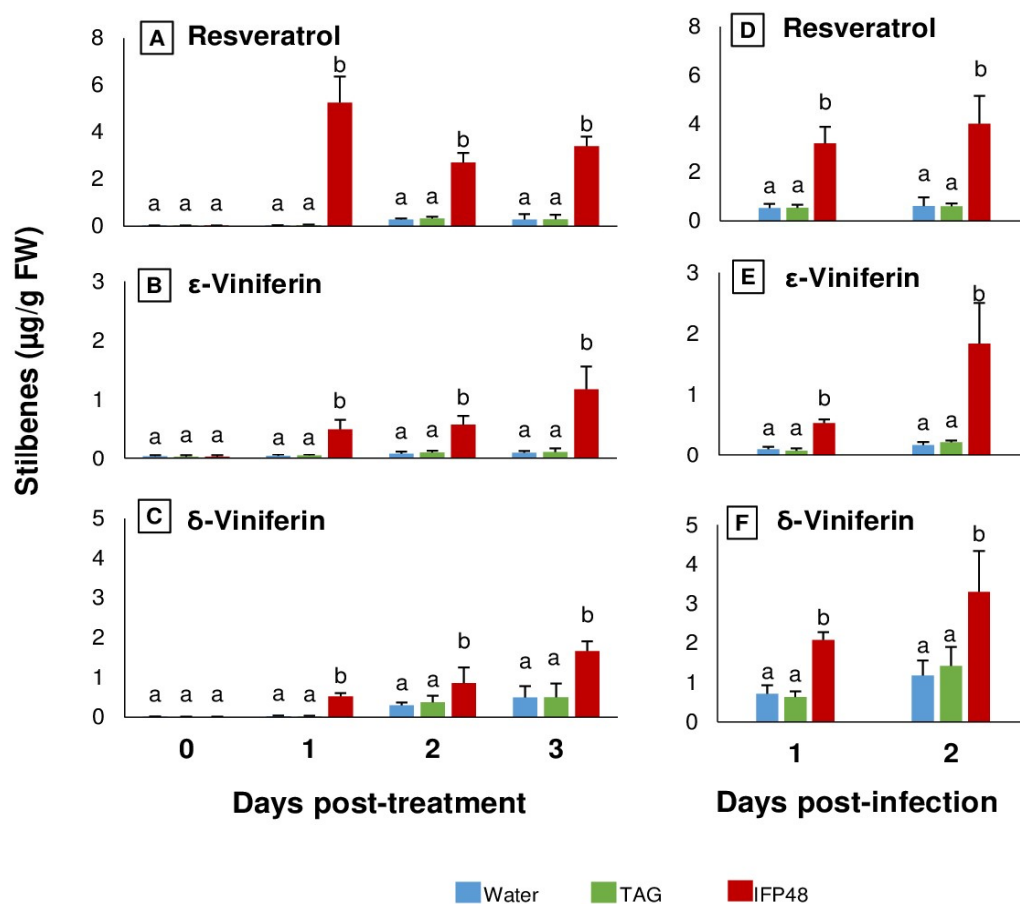 Stilbenes (µg/g FW)
A Resveratrol
8
6
4
2
0
a a a a a b a a b a a b
B ε-Viniferin
3
2
1
0
a a a a a b a a b a a b
C δ-Viniferin
5
4
3
2
1
0
a a a a a b a a b a a b
0 1 2 3
Days post-treatment
D Resveratrol
8
6
4
2
0
a a b a a b
E ε-Viniferin
3
2
1
0
a a b a a b
F δ-Viniferin
5
4
3
2
1
0
a a b a a b
1 2
Days post-infection
Water TAG IFP48